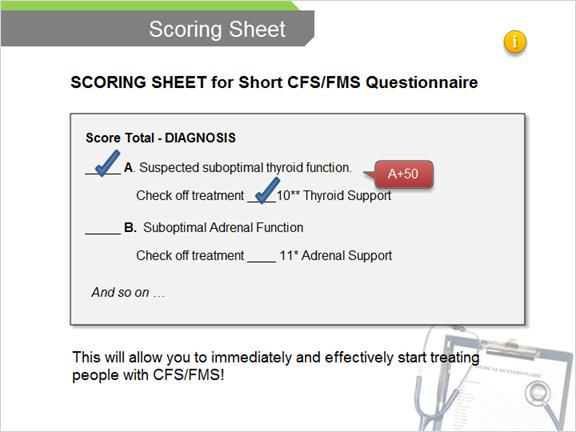 Scoring Sheet
i
SCORING SHEET for Short CFS/FMS Questionnaire
Score Total - DIAGNOSIS
_____ A. Suspected suboptimal thyroid function.
A+50
Check off treatment ____10** Thyroid Support
_____ B. Suboptimal Adrenal Function
Check off treatment ____ 11* Adrenal Support
And so on …
This will allow you to immediately and effectively start treating
people with CFS/FMS!
MEDICAL QUESTIONNAIRE